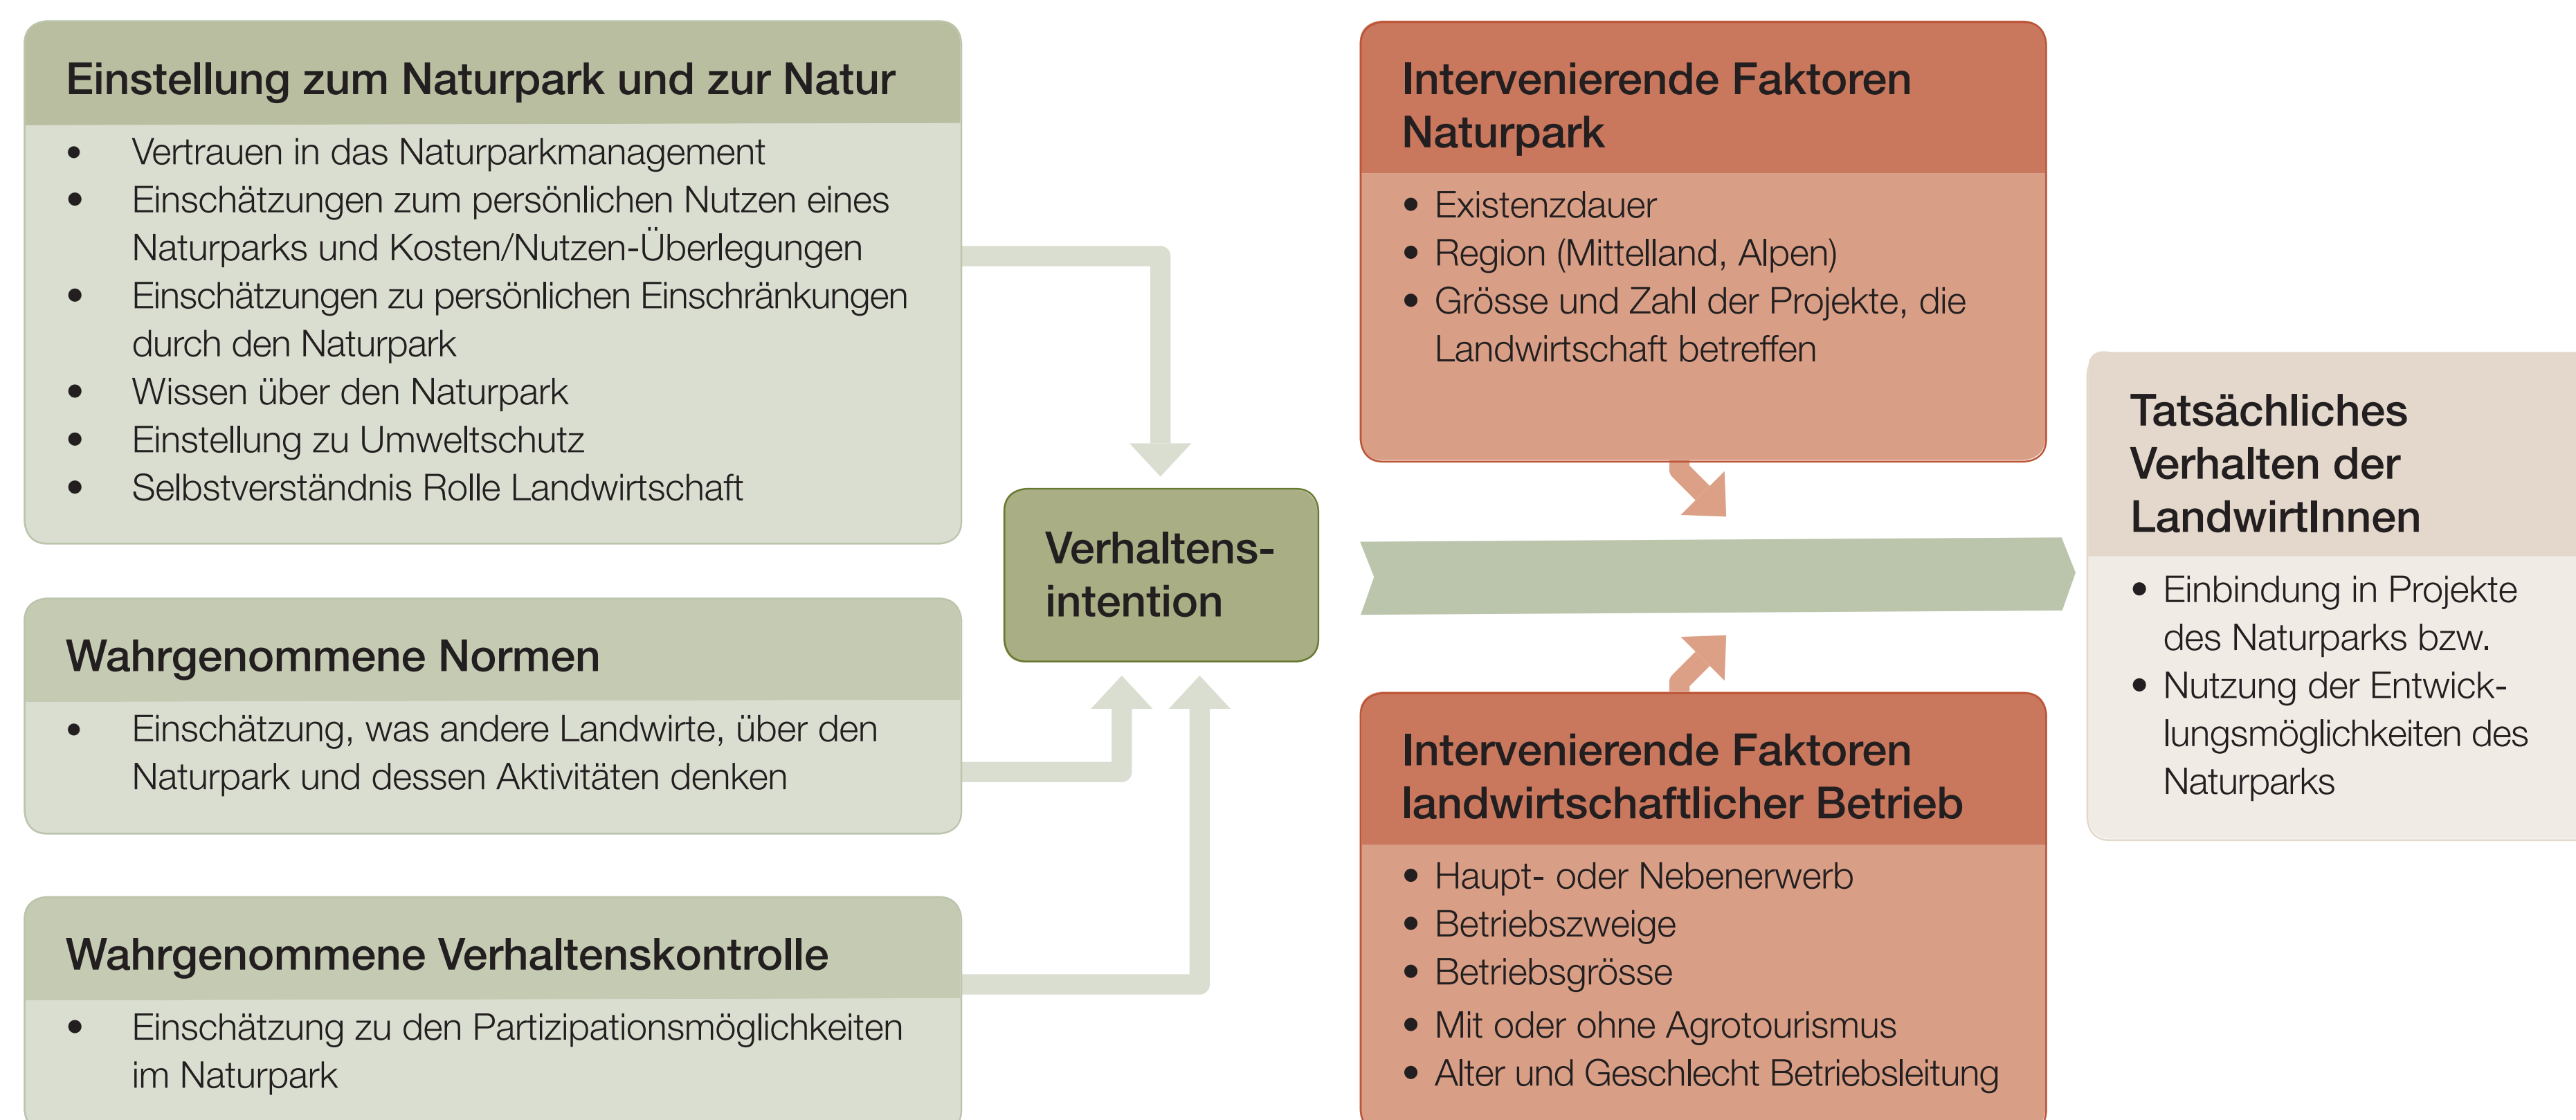 Einstellung zum Naturpark und zur Natur
• Vertrauen in das Naturparkmanagement
• Einschätzungen zum persönlichen Nutzen eines
Naturparks und Kosten/Nutzen-Überlegungen
• Einschätzungen zu persönlichen Einschränkungen
durch den Naturpark
• Wissen über den Naturpark
• Einstellung zu Umweltschutz
• Selbstverständnis Rolle Landwirtschaft
Wahrgenommene Normen
• Einschätzung, was andere Landwirte, über den
Naturpark und dessen Aktivitäten denken
Wahrgenommene Verhaltenskontrolle
• Einschätzung zu den Partizipationsmöglichkeiten
im Naturpark
Verhaltens-
intention
Intervenierende Faktoren
Naturpark
• Existenzdauer
• Region (Mittelland, Alpen)
• Grösse und Zahl der Projekte, die
Landwirtschaft betreffen
Intervenierende Faktoren
landwirtschaftlicher Betrieb
• Haupt- oder Nebenerwerb
• Betriebszweige
• Betriebsgrösse
• Mit oder ohne Agrotourismus
• Alter und Geschlecht Betriebsleitung
Tatsächliches
Verhalten der
LandwirtInnen
• Einbindung in Projekte
des Naturparks bzw.
• Nutzung der Entwick-
lungsmöglichkeiten des
Naturparks